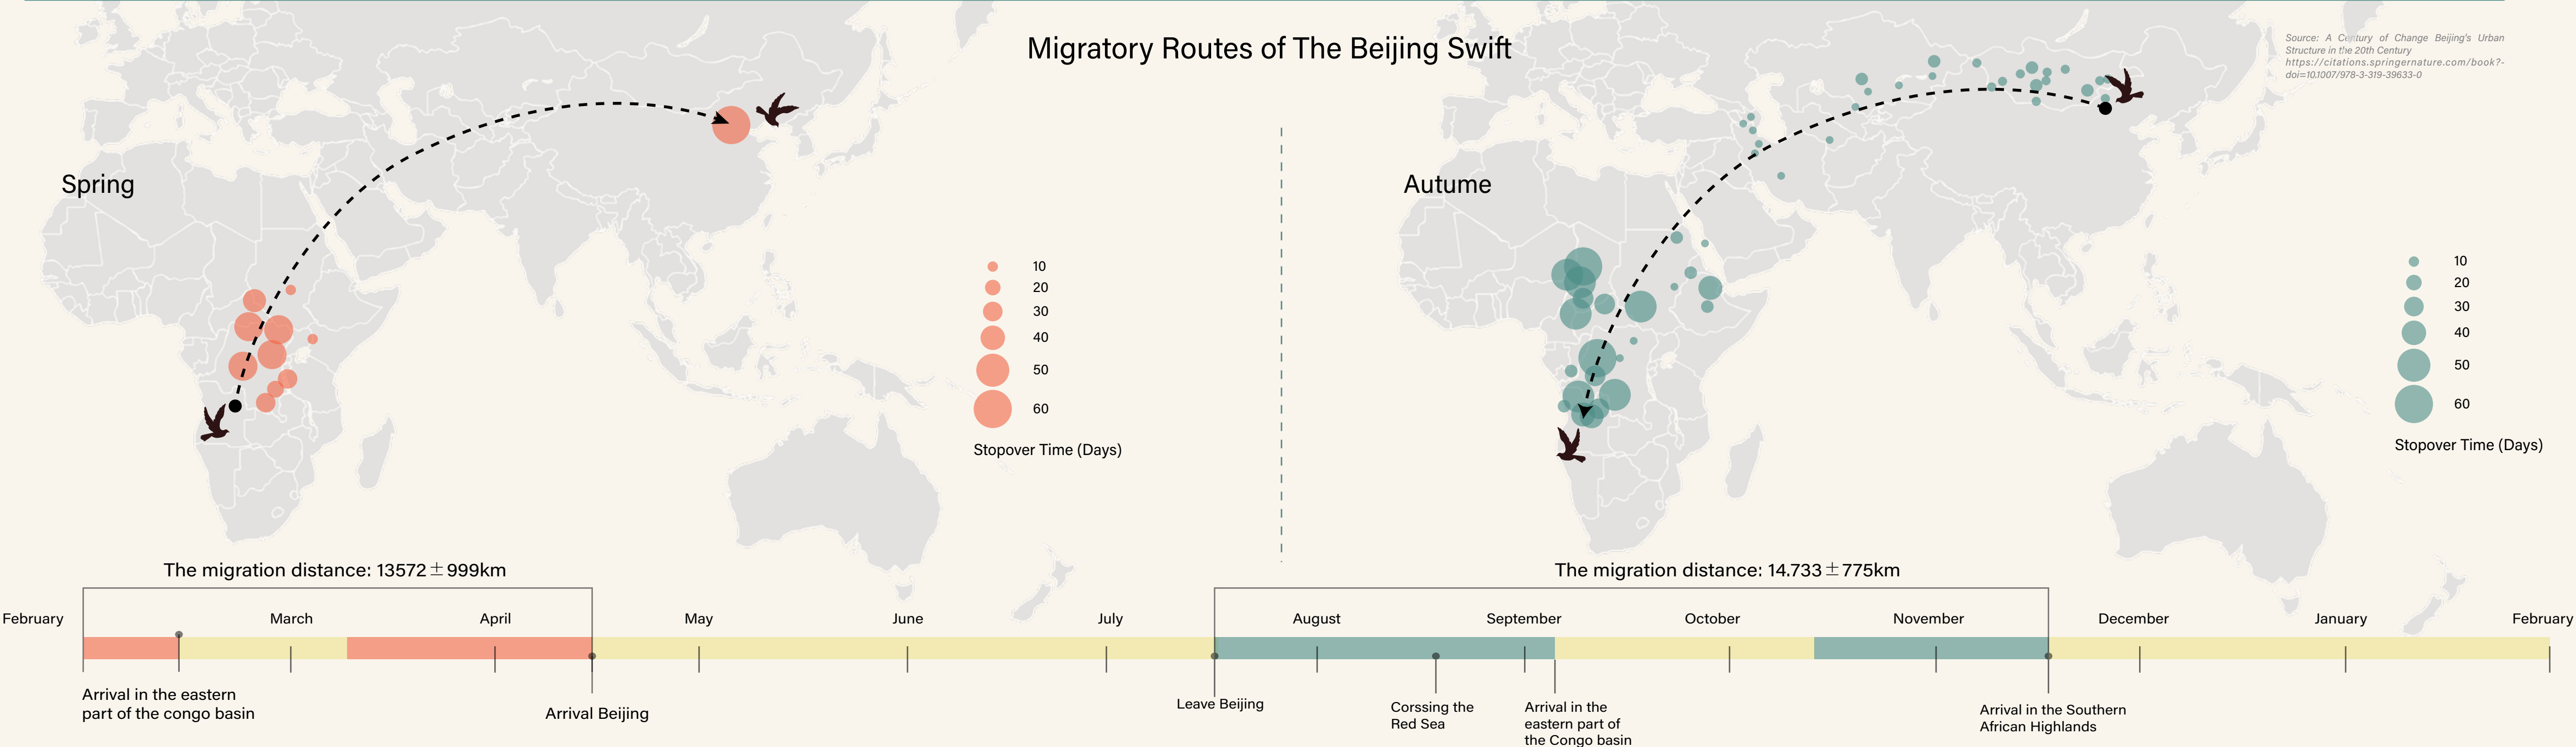 Migratory Routes of The Beijing Swift
Source: A Century of Change Beijing's Urban
Structure in the 20th Century
https://citations.springernature.com/book?-
doi=10.1007/978-3-319-39633-0
Spring
10
20
30
40
50
60
Stopover Time (Days)
Autume
10
20
30
40
50
60
Stopover Time (Days)
The migration distance: 13572±999km
The migration distance: 14.733±775km
February
March
April
May
June
July
August
September
October
November
December
January
February
Arrival in the eastern
part of the congo basin
Arrival Beijing
Leave Beijing
Corssing the
Red Sea
Arrival in the
eastern part of
the Congo basin
Arrival in the Southern
African Highlands